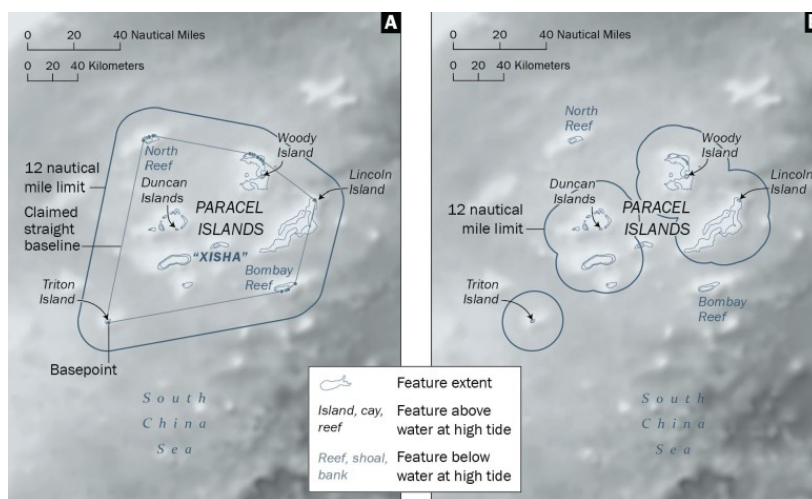 A
0 20 40 Nautical Miles
0 20 40 Kilometers
North
Reef
Woody
Island
12 nautical
mile limit
Duncan
Islands
Lincoln
Island
Claimed
straight
baseline
PARACEL
ISLANDS
"XISHA"
Bombay
Reef
Triton
Island
Basepoint
South
China
Sea
0 20 40 Nautical Miles
0 20 40 Kilometers
North
Reef
Woody
Island
Duncan
Islands
Lincoln
Island
12 nautical
mile limit
PARACEL
ISLANDS
Triton
Island
Bombay
Reef
South
China
Sea
Feature extent
Island, cay,
reef
Feature above
water at high tide
Reef, shoal,
bank
Feature below
water at high tide